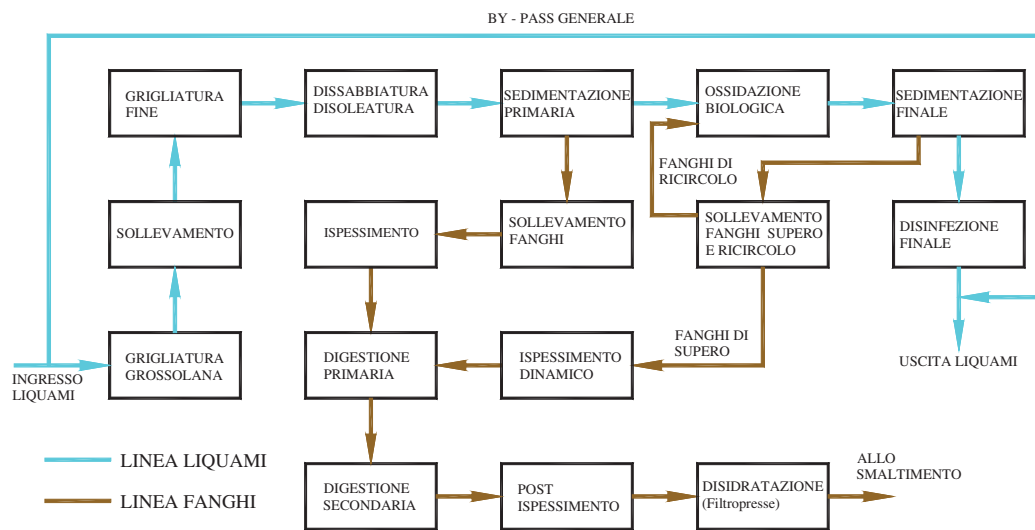 BY - PASS GENERALE
GRIGLIATURA
FINE
DISSABBIATURA
DISOLEATURA
SEDIMENTAZIONE
PRIMARIA
OSSIDAZIONE
BIOLOGICA
SEDIMENTAZIONE
FINALE
FANGHI DI
RICIRCOLO
SOLLEVAMENTO
ISPESSIMENTO
SOLLEVAMENTO
FANGHI
SOLLEVAMENTO
FANGHI SUPERO
E RICIRCOLO
DISINFEZIONE
FINALE
INGRESSO
LIQUAMI
GRIGLIATURA
GROSSOLANA
DIGESTIONE
PRIMARIA
ISPESSIMENTO
DINAMICO
FANGHI DI
SUPERO
USCITA LIQUAMI
LINEA LIQUAMI
LINEA FANGHI
DIGESTIONE
SECONDARIA
POST
ISPESSIMENTO
DISIDRATAZIONE
(Filtropresse)
ALLO
SMALTIMENTO